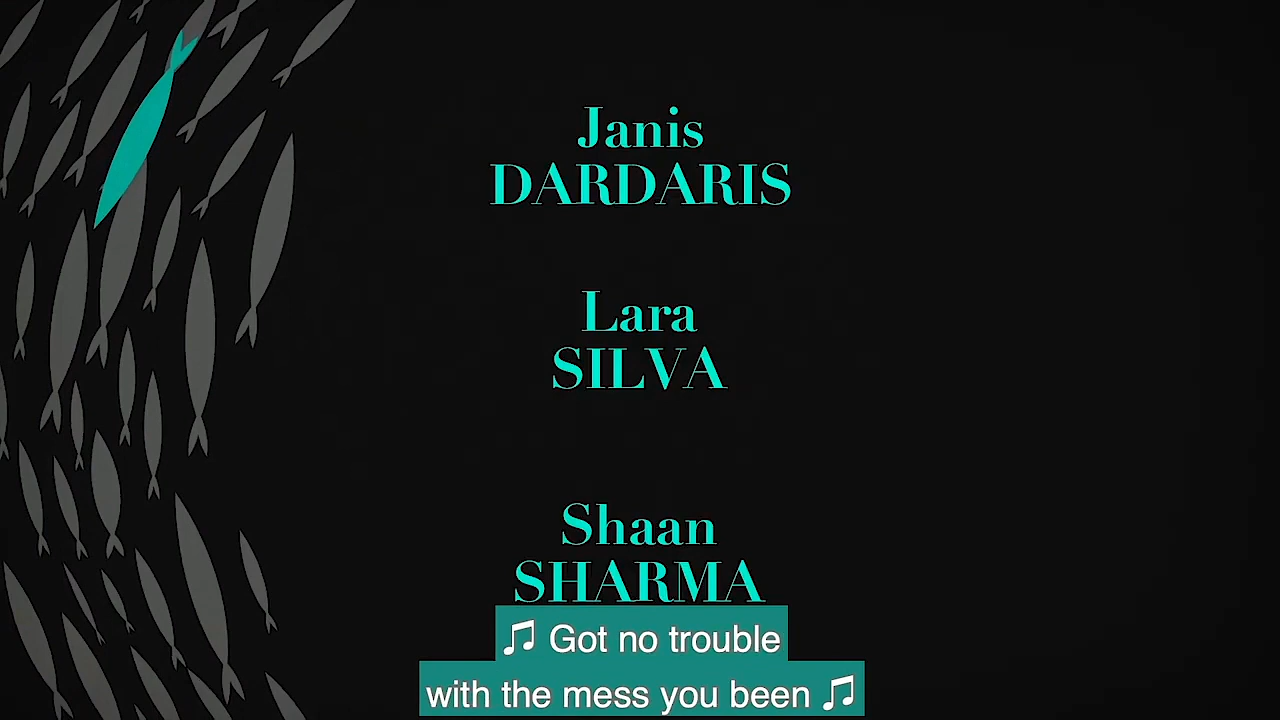 Janis
DARDARIS
Lara
SILVA
Shaan
SHARMA
♫ Got no trouble
with the mess you been ♫